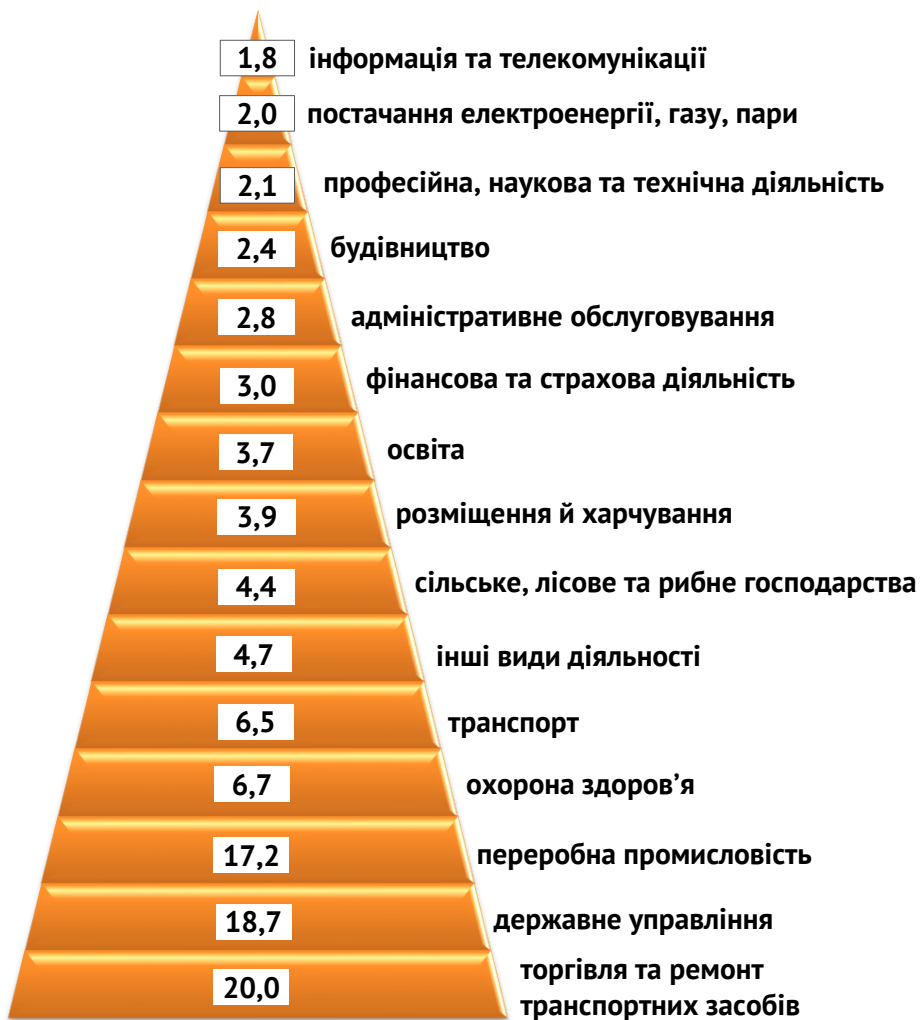 1,8 інформація та телекомунікації
2,0 постачання електроенергії, газу, пари
2,1 професійна, наукова та технічна діяльність
2,4 будівництво
2,8 адміністративне обслуговування
3,0 фінансова та страхова діяльність
3,7 освіта
3,9 розміщення й харчування
4,4 сільське, лісове та рибне господарства
4,7 інші види діяльності
6,5 транспорт
6,7 охорона здоров’я
17,2 переробна промисловість
18,7 державне управління
20,0 торгівля та ремонт
транспортних засобів